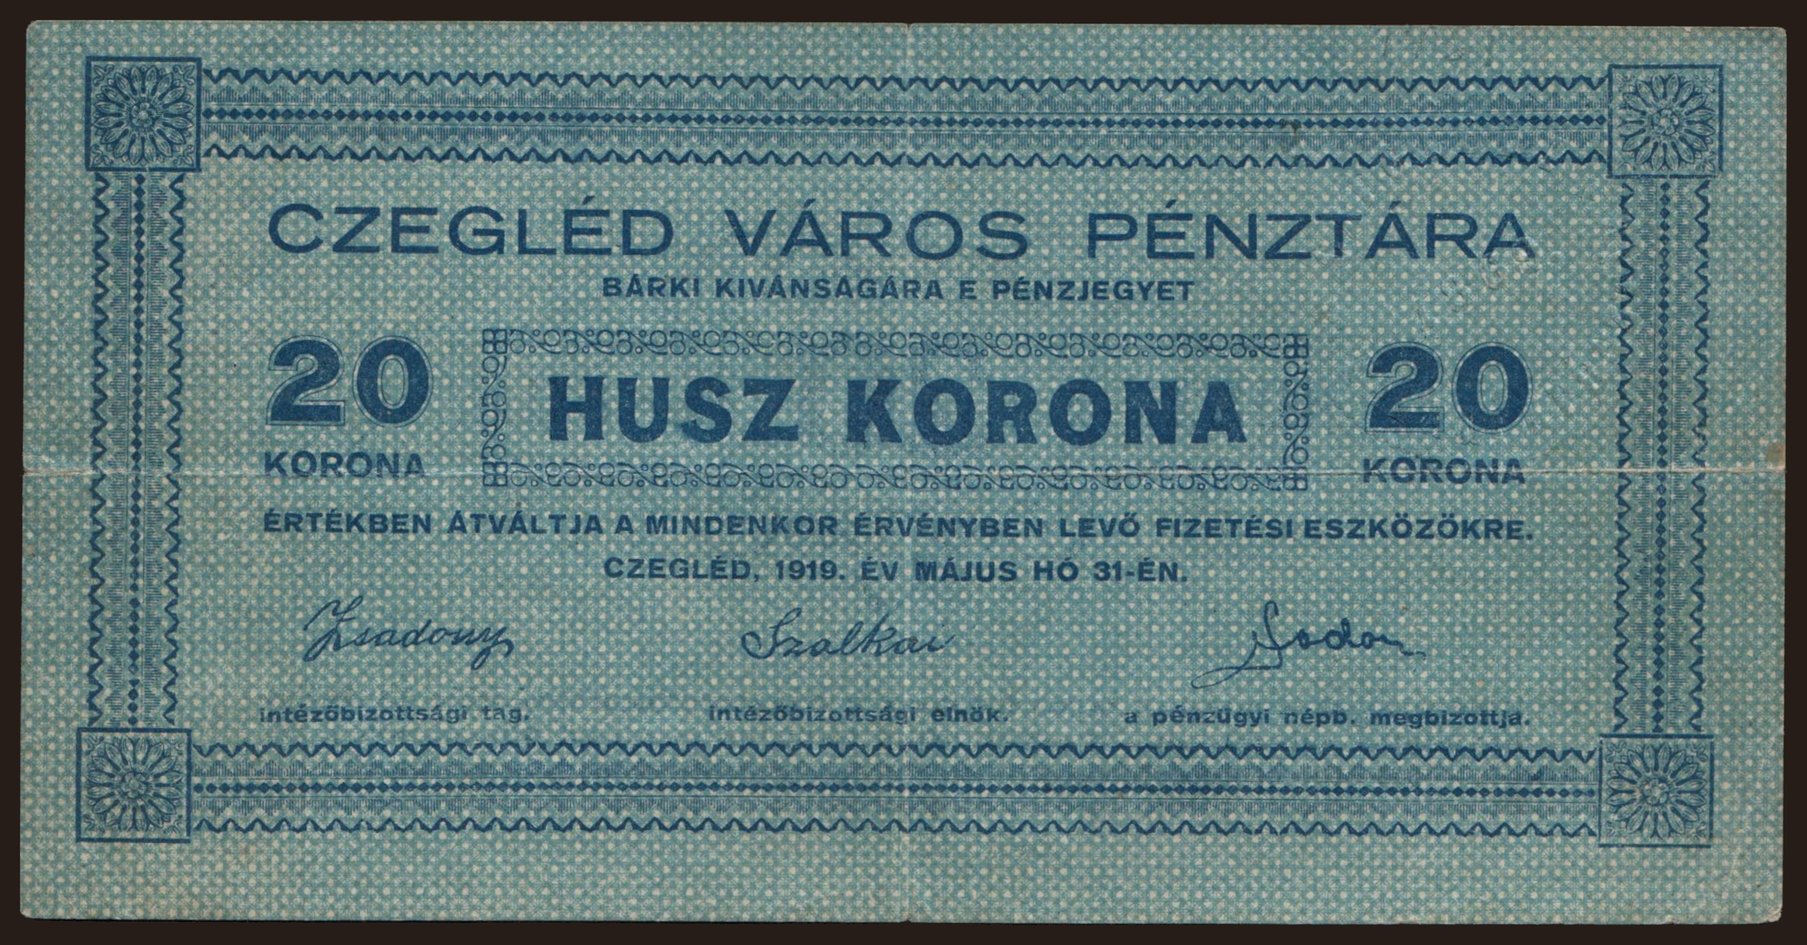 CZEGLÉD VÁROS PÉNZTÁRA
BÁRKI KIVÁNSÁGÁRA E PÉNZJEGYET
20 HUSZ KORONA 20
KORONA KORONA
ÉRTÉKBEN ÁTVÁLTJA A MINDENKOR ÉRVÉNYBEN LEVŐ FIZETÉSI ESZKÖZÖKRE.
CZEGLÉD, 1919. ÉV MÁJUS HÓ 31-ÉN.
Zsadony Szalkai
intézőbizottsági tag. intézőbizottsági elnök. a pénzügyi népb. megbizottja.